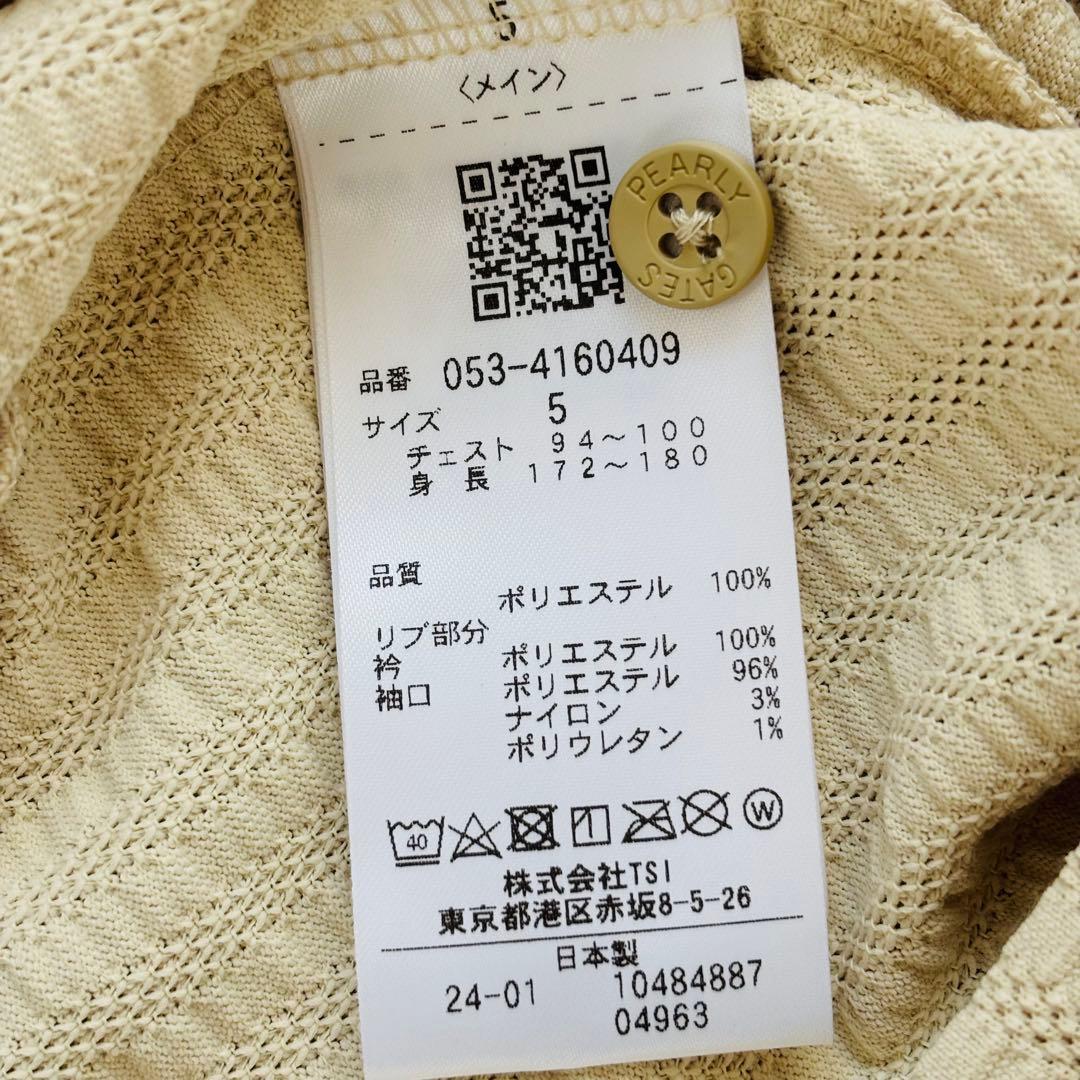 5
〈メイン〉
PEARLY
GATES
品番 053-4160409
サイズ 5
チェスト 94～100
身長 172～180
品質
ポリエステル 100%
リブ部分
衿 ポリエステル 100%
袖口 ポリエステル 96%
ナイロン 3%
ポリウレタン 1%
40 W
株式会社TSI
東京都港区赤坂8-5-26
日本製
24-01 10484887
04963